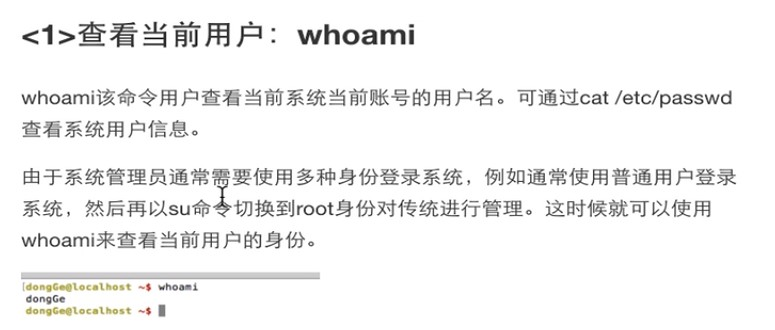 <1>查看当前用户：whoami
whoami该命令用户查看当前系统当前账号的用户名。可通过cat /etc/passwd
查看系统用户信息。
由于系统管理员通常需要使用多种身份登录系统，例如通常使用普通用户登录
系统，然后再以su命令切换到root身份对传统进行管理。这时候就可以使用
whoami来查看当前用户的身份。
[dongGe@localhost ~$ whoami
dongGe
dongGe@localhost ~$